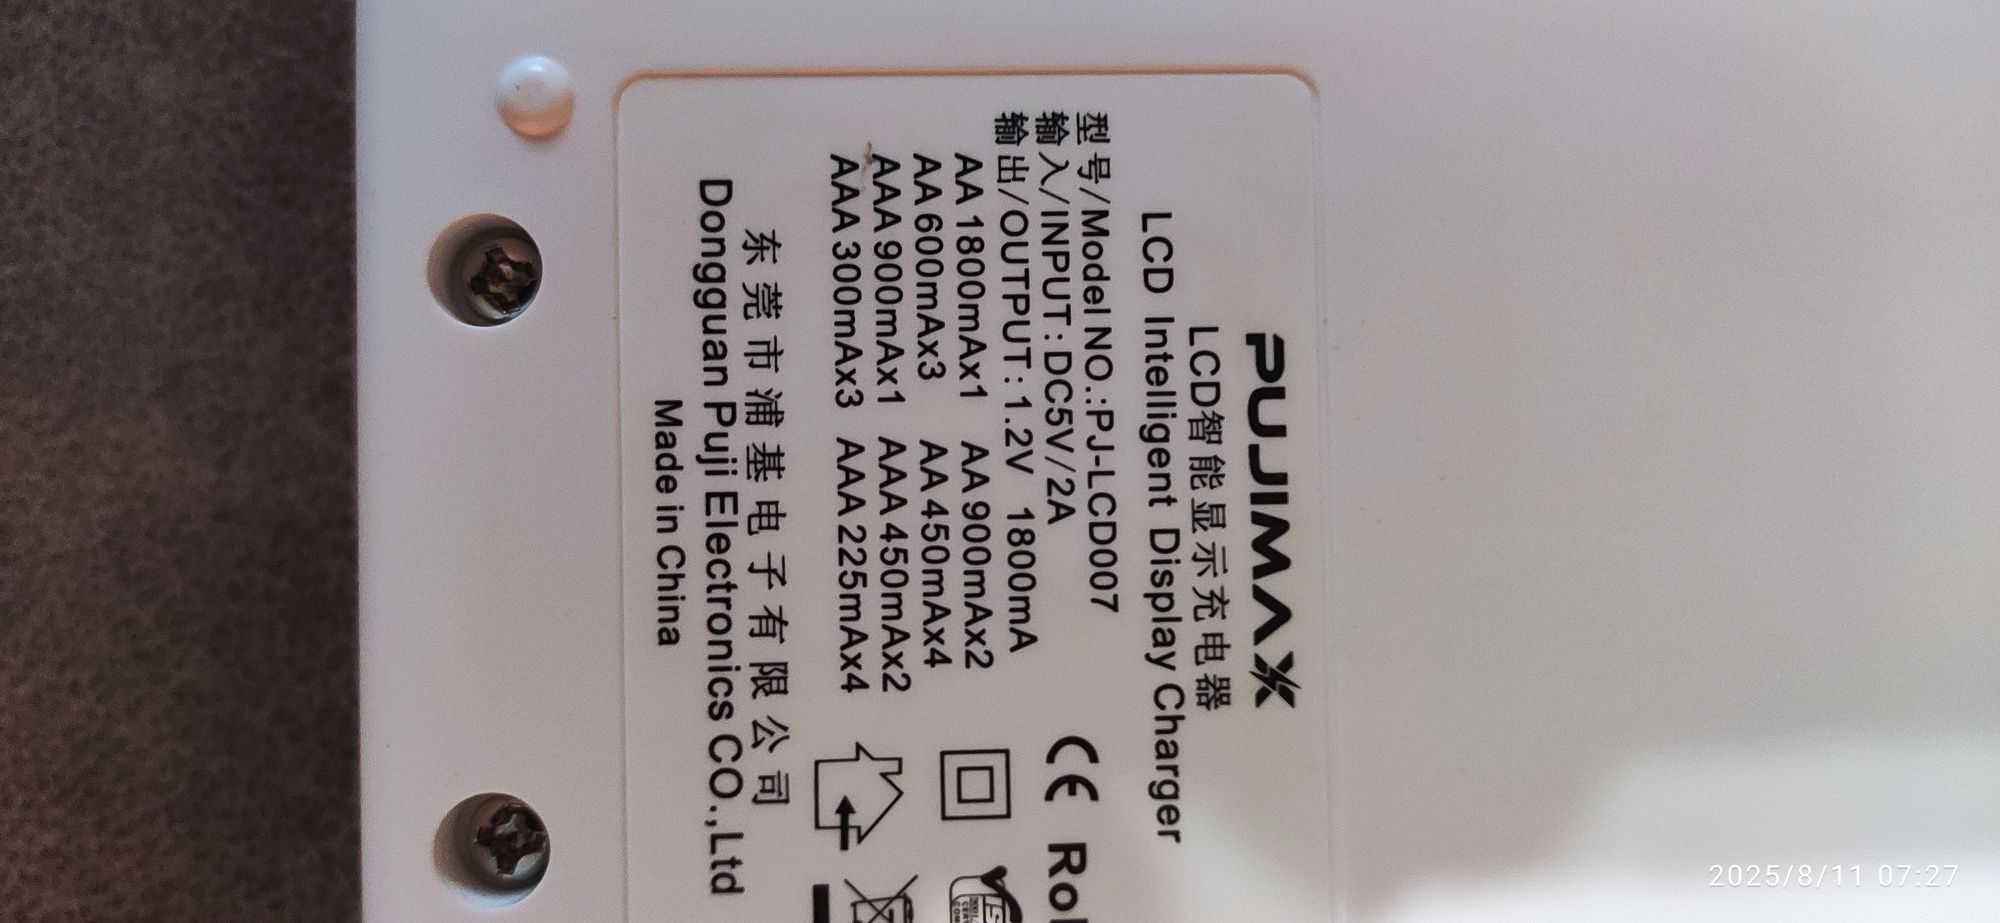 PUJIMAX
LCD智能显示充电器
LCD Intelligent Display Charger
型号/Model NO.:PJ-LCD007
输入/INPUT: DC5V/2A
输出/OUTPUT: 1.2V 1800mA
AA 1800mAx1 AA 900mAx2
AA 600mAx3 AA 450mAx4
AAA 900mAx1 AAA 450mAx2
AAA 300mAx3 AAA 225mAx4
东莞市浦基电子有限公司
Dongguan Puji Electronics CO.,Ltd
Made in China
CE
2025/8/11 07:27